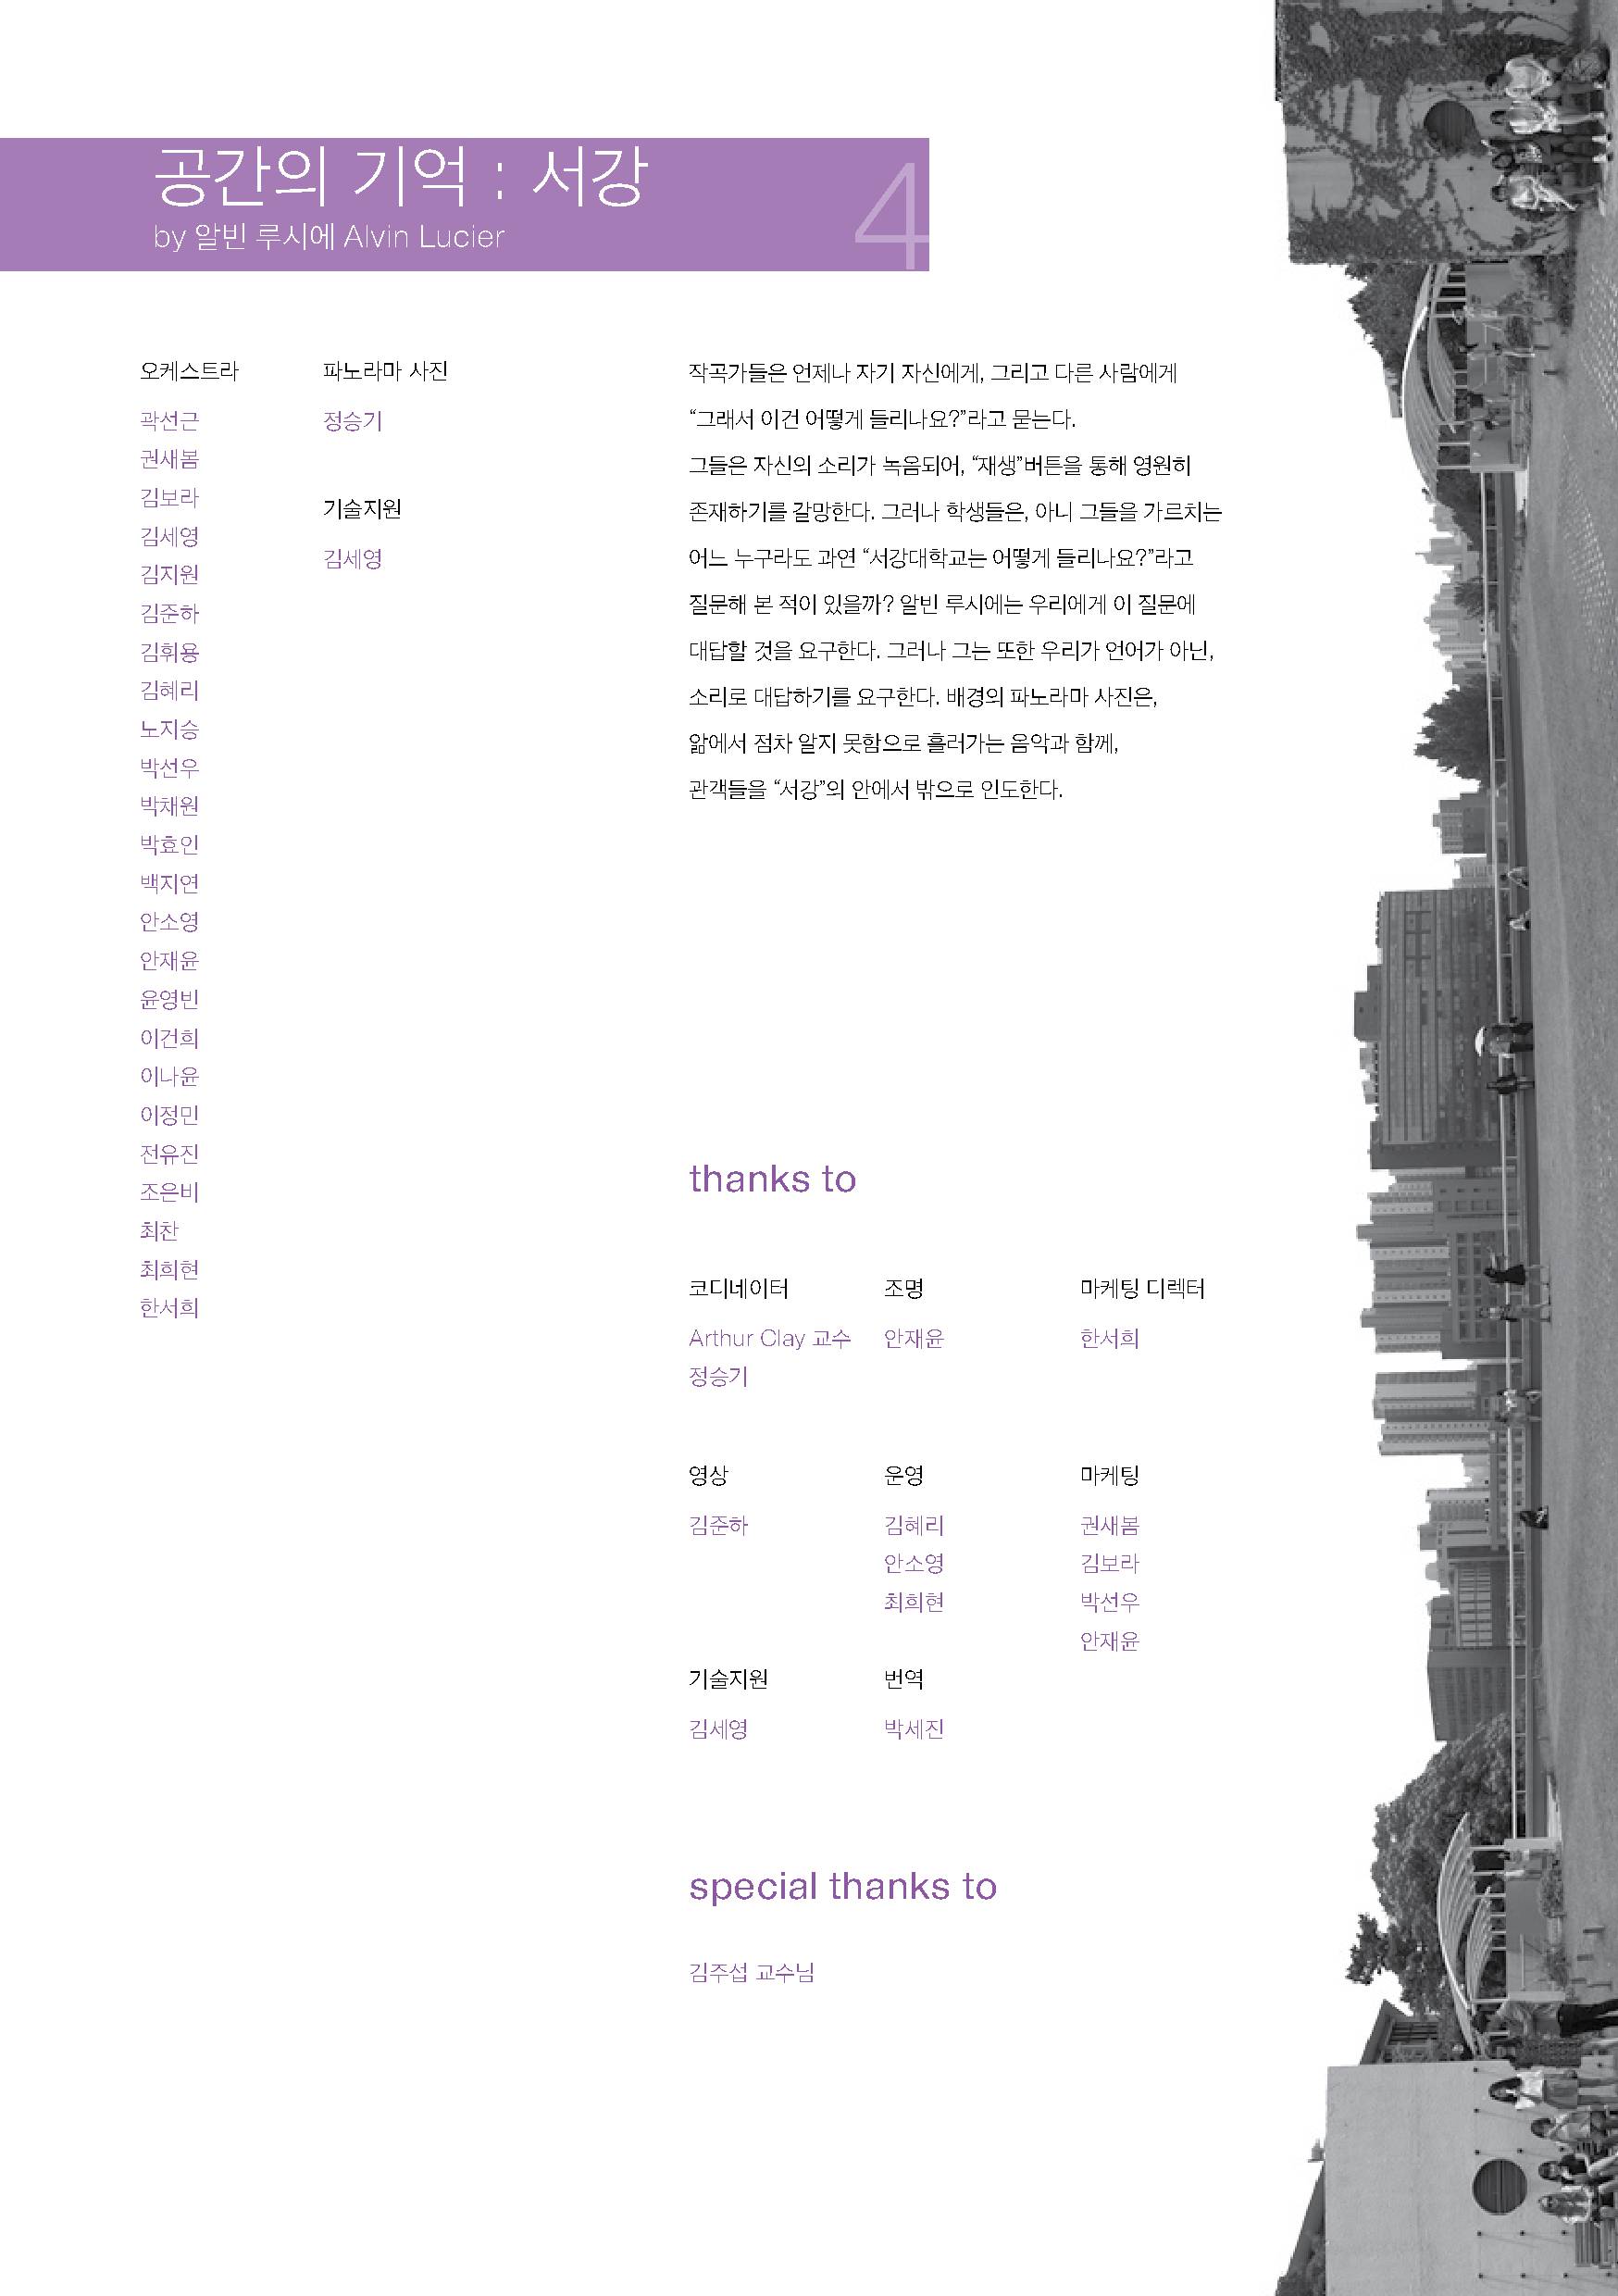 공간의 기억 : 서강
by 알빈 루시에 Alvin Lucier
4
오케스트라
곽선근
권새봄
김보라
김세영
김지원
김준하
김휘용
김혜리
노지승
박선우
박채원
박효인
백지연
안소영
안재윤
윤영빈
이건희
이나윤
이정민
전유진
조은비
최찬
최희현
한서희
파노라마 사진
정승기
기술지원
김세영
작곡가들은 언제나 자기 자신에게, 그리고 다른 사람에게
“그래서 이건 어떻게 들리나요?”라고 묻는다.
그들은 자신의 소리가 녹음되어, “재생”버튼을 통해 영원히
존재하기를 갈망한다. 그러나 학생들은, 아니 그들을 가르치는
어느 누구라도 과연 “서강대학교는 어떻게 들리나요?”라고
질문해 본 적이 있을까? 알빈 루시에는 우리에게 이 질문에
대답할 것을 요구한다. 그러나 그는 또한 우리가 언어가 아닌,
소리로 대답하기를 요구한다. 배경의 파노라마 사진은,
앎에서 점차 알지 못함으로 흘러가는 음악과 함께,
관객들을 “서강”의 안에서 밖으로 인도한다.
thanks to
코디네이터
Arthur Clay 교수
정승기
조명
안재윤
마케팅 디렉터
한서희
영상
김준하
운영
김혜리
안소영
최희현
마케팅
권새봄
김보라
박선우
안재윤
기술지원
김세영
번역
박세진
special thanks to
김주섭 교수님